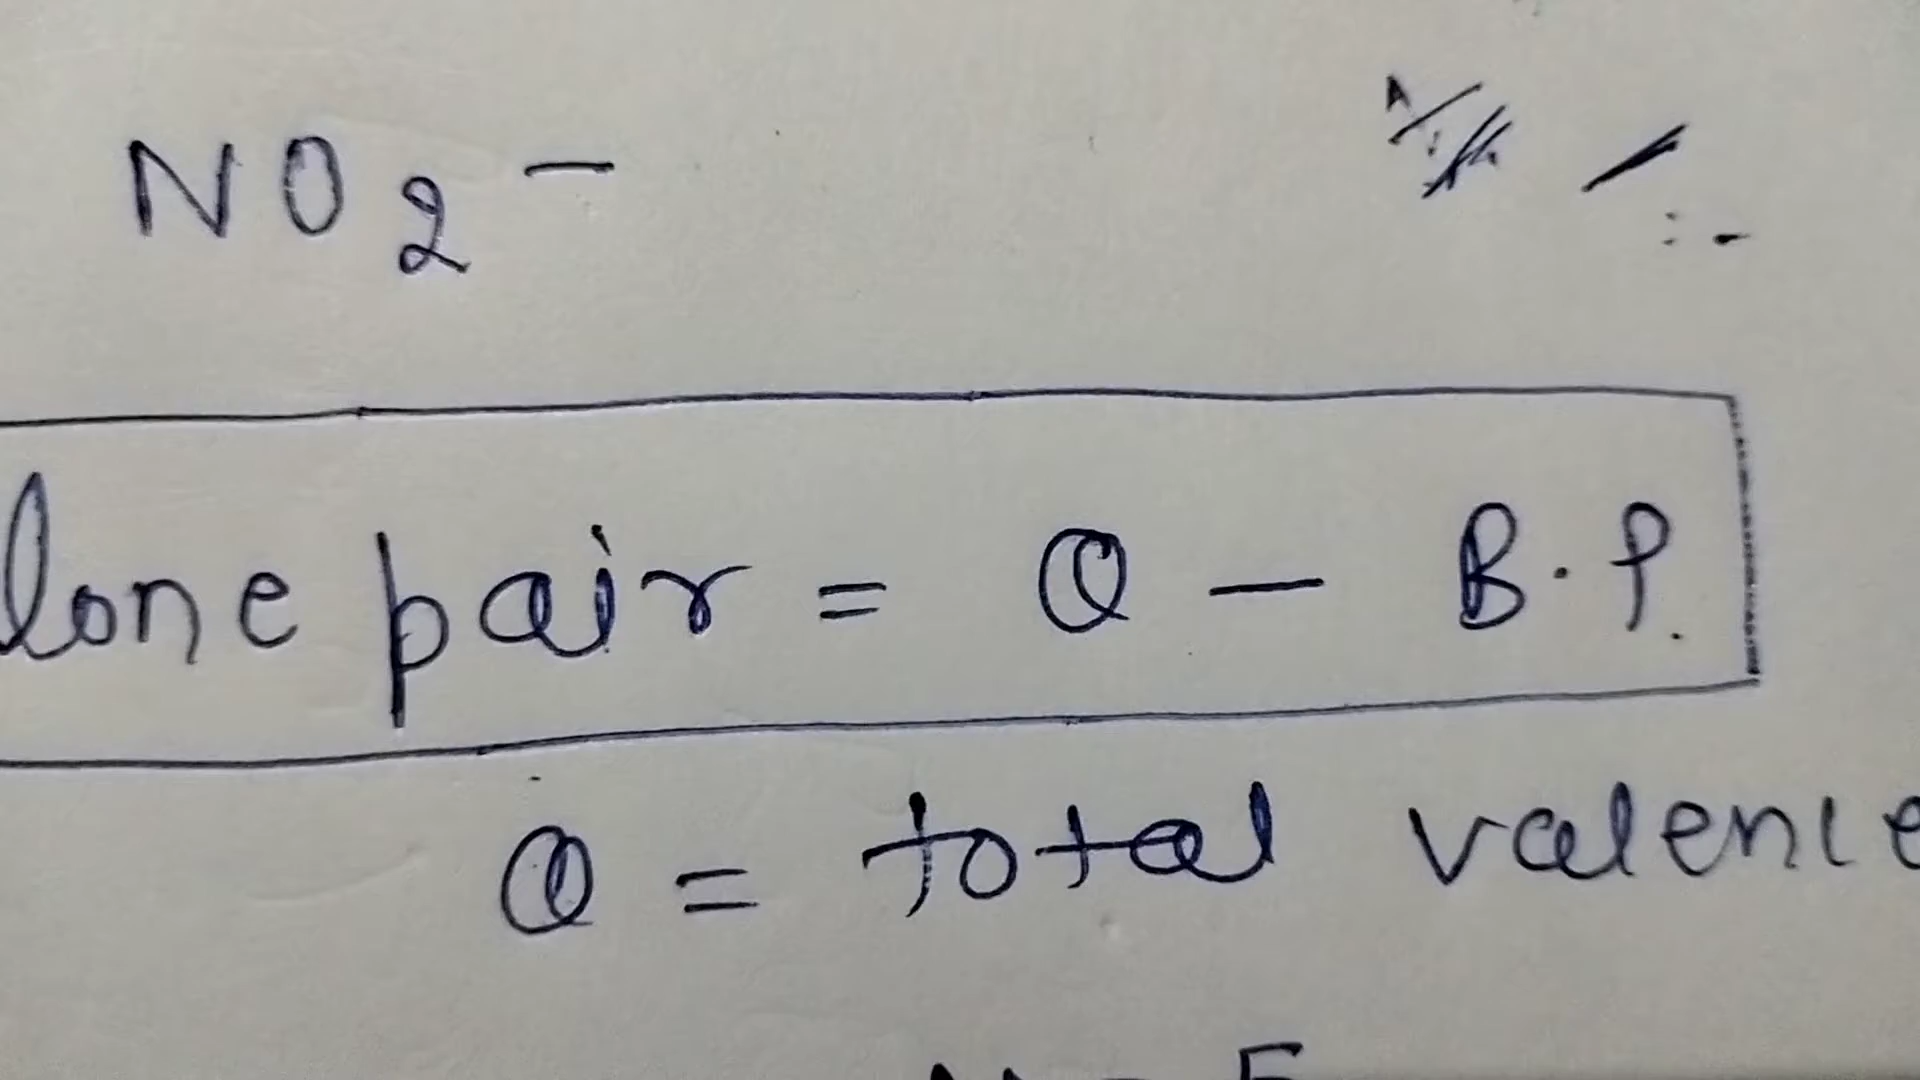 NO2-
lone pair = Q - B.P.
Q = total valence